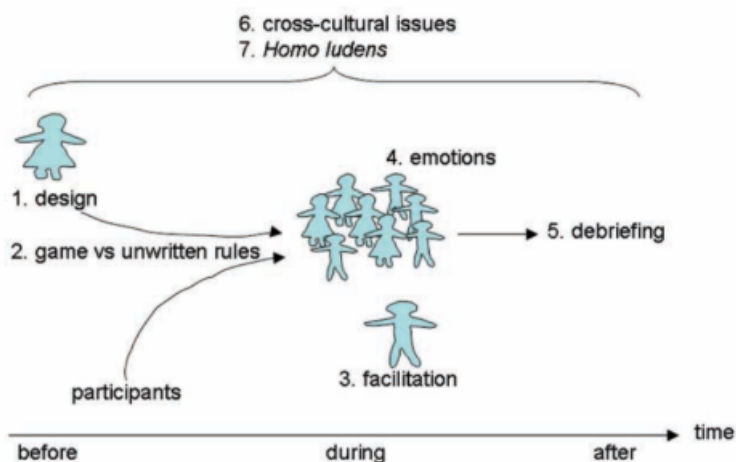 6. cross-cultural issues
7. Homo ludens
4. emotions
1. design
5. debriefing
2. game vs unwritten rules
3. facilitation
participants
time
before
during
after